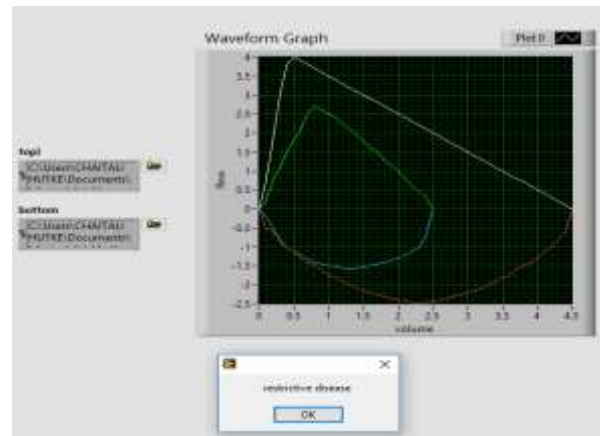 Waveform Graph
Plot 0
4
3.5
3
2.5
2
1.5
1
0.5
0
-0.5
-1
-1.5
-2
-2.5
flow
0 0.5 1 1.5 2 2.5 3 3.5 4 4.5
volume
top1
C:\Users\CHAITALI
MUTKE\Documents\
bottom
C:\Users\CHAITALI
MUTKE\Documents\
restrictive disease
OK